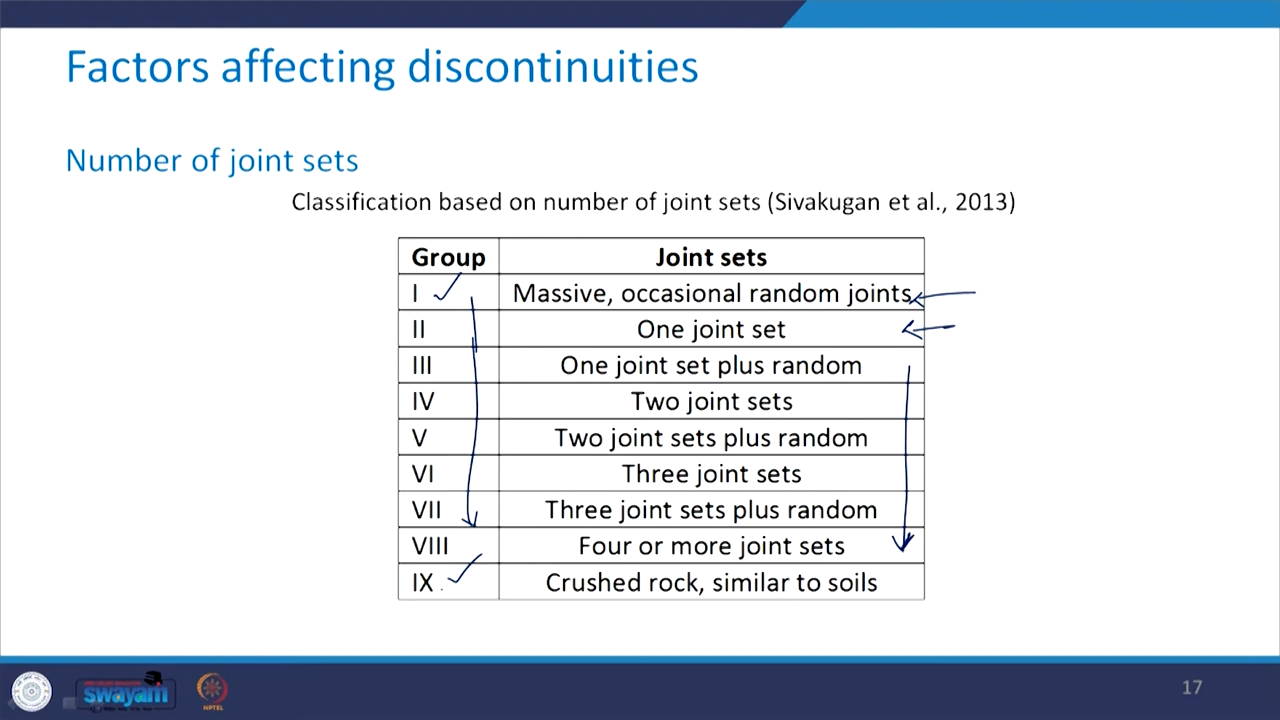 Factors affecting discontinuities
Number of joint sets
Classification based on number of joint sets (Sivakugan et al., 2013)
Group Joint sets
I Massive, occasional random joints
II One joint set
III One joint set plus random
IV Two joint sets
V Two joint sets plus random
VI Three joint sets
VII Three joint sets plus random
VIII Four or more joint sets
IX Crushed rock, similar to soils
swayam
NPTEL
17